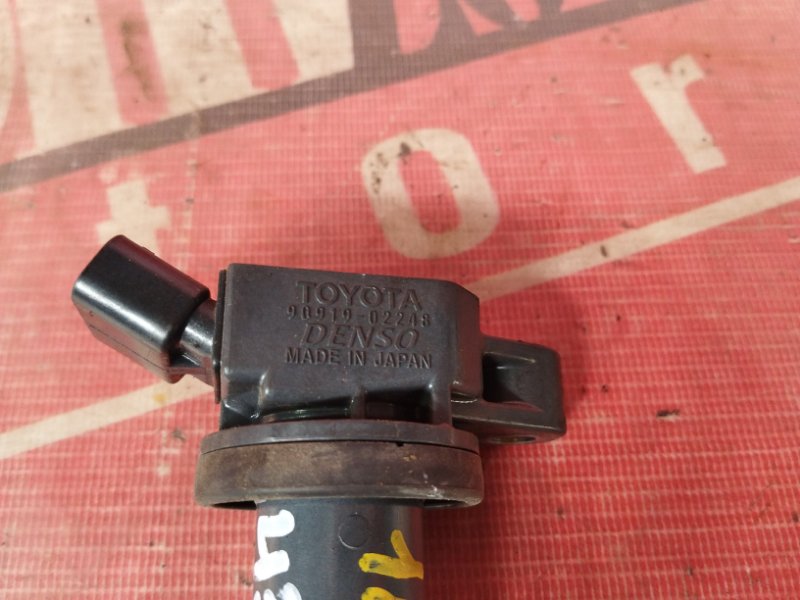 t o r
TOYOTA
90919-02248
DENSO
MADE IN JAPAN